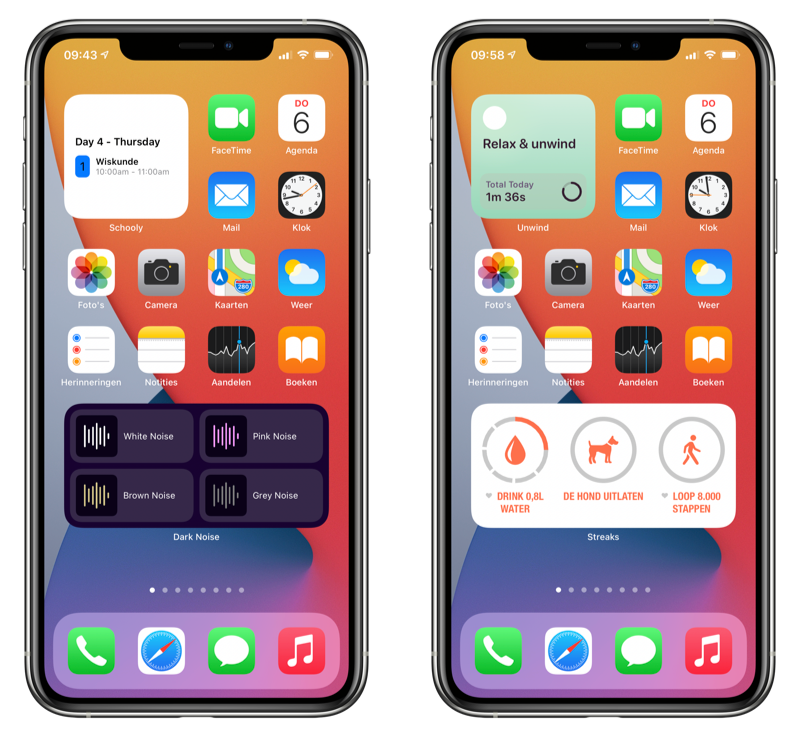 09:43
Day 4 - Thursday
1
Wiskunde
10:00am - 11:00am
Schooly
FaceTime
DO
6
Agenda
Mail
Klok
Foto's
Camera
280
Kaarten
Weer
Herinneringen
Notities
Aandelen
Boeken
White Noise
Pink Noise
Brown Noise
Grey Noise
Dark Noise
09:58
Relax & unwind
Total Today
1m 36s
Unwind
FaceTime
DO
6
Agenda
Mail
Klok
Foto's
Camera
280
Kaarten
Weer
Herinneringen
Notities
Aandelen
Boeken
DRINK 0,8L
WATER
DE HOND UITLATEN
LOOP 8.000
STAPPEN
Streaks